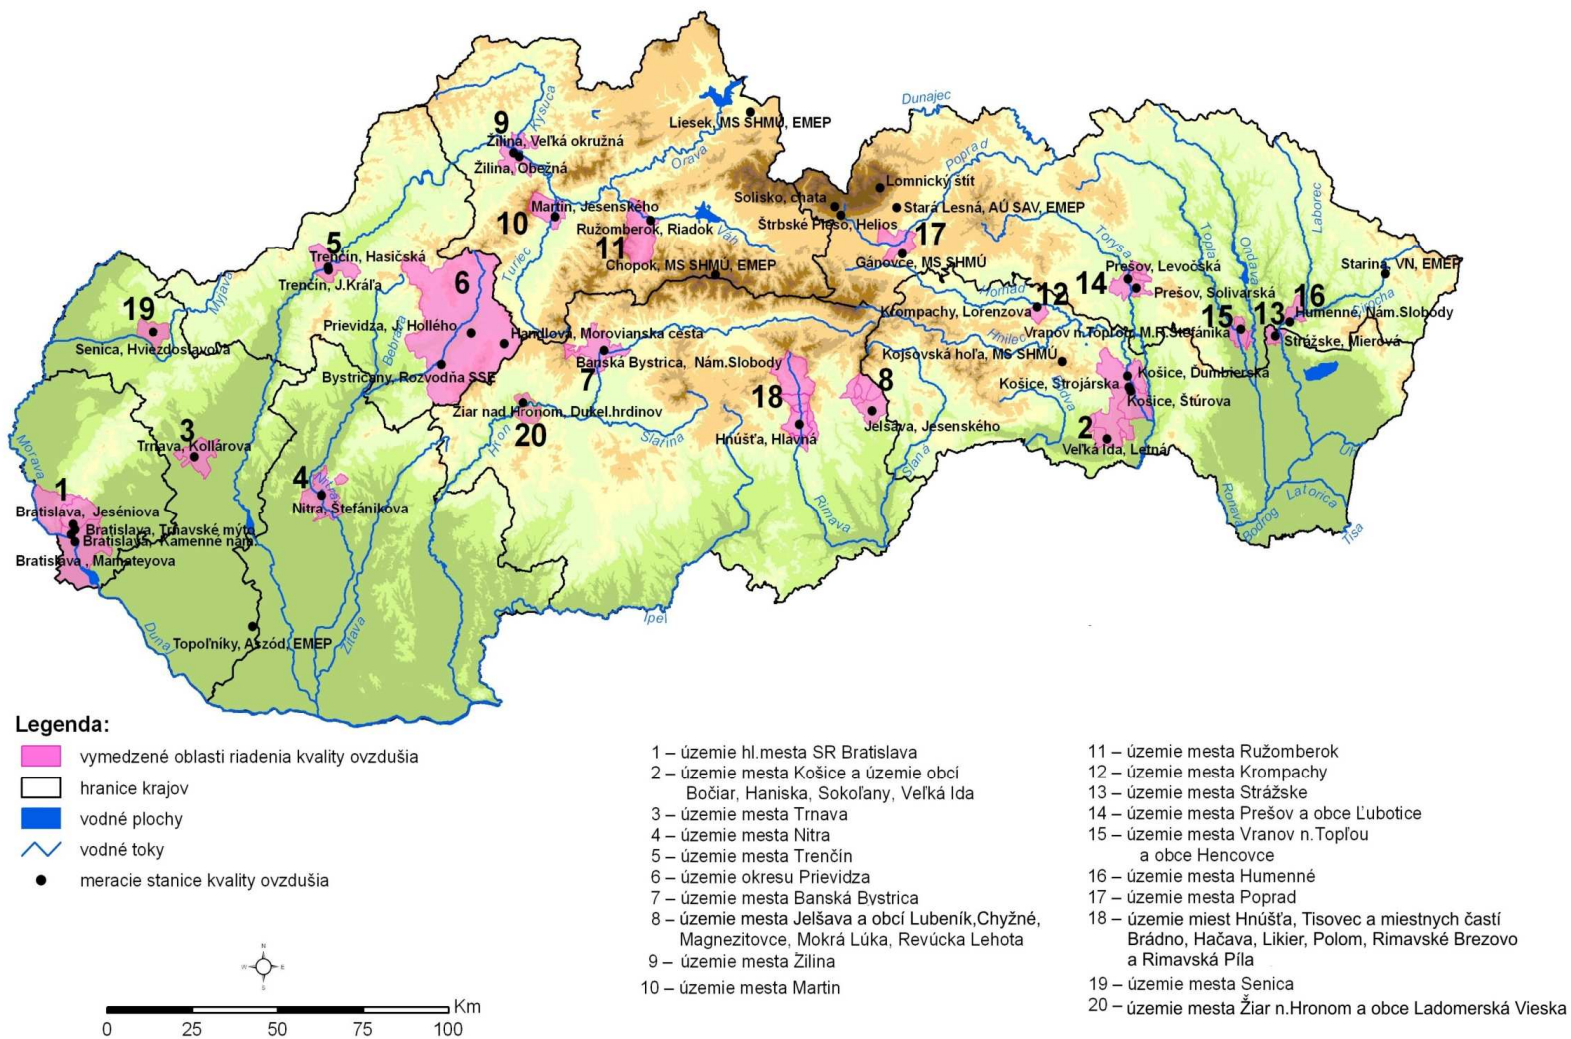 Dunajec
Liesek, MS SHMÚ, EMEP
9
Kysuca
Žilina, Veľká okružná
Žilina, Obežná
Orava
Poprad
Lomnický štít
Solisko, chata
Stará Lesná, AÚ SAV, EMEP
Štrbské Pleso, Helios
Laborec
10
Martin, Jesenského
Ružomberok, Riadok
11
Váh
17
Gánovce, MS SHMÚ
Chopok, MS SHMÚ, EMEP
Torysa
Topla
Ondava
5
Trenčín, Hasičská
Trenčín, J.Kráľa
6
Turiec
Prešov, Levočská
14
Prešov, Solivarská
Starina, VN, EMEP
Myjava
19
Senica, Hviezdoslavova
Prievidza, J. Hollého
Bebrava
Handlová, Morovianska cesta
Bystričany, Rozvodňa SSE
Hornád
12
Krompachy, Lorenzova
16
Cirocha
Humenné, Nám.Slobody
15
13
Vranov n.Topľou, M.R.Štefánika
Strážske, Mierová
Hnilec
Kojsovská hoľa, MS SHMÚ
Banská Bystrica, Nám.Slobody
7
Košice, Ďumbierska
Košice, Strojárska
Košice, Štúrova
Bodva
18
8
Žiar nad Hronom, Dukel.hrdinov
20
Hron
Slatina
Hnúšťa, Hlavná
Jelšava, Jesenského
2
Veľká Ida, Letná
Slaná
Morava
3
Trnava, Kollárova
4
Nitra
Nitra, Štefánikova
1
Bratislava, Jeséniova
Bratislava, Trnavské mýto
Bratislava, Kamenné nám.
Bratislava , Mamateyova
Rimava
Uh
Latorica
Ronava
Bodrog
Tisa
Dunaj
Topoľníky, Aszód, EMEP
Žitava
Ipeľ
Legenda:
vymedzené oblasti riadenia kvality ovzdušia
hranice krajov
vodné plochy
vodné toky
meracie stanice kvality ovzdušia
N
W
E
S
Km
0 25 50 75 100
1 – územie hl.mesta SR Bratislava
2 – územie mesta Košice a územie obcí
Bočiar, Haniska, Sokoľany, Veľká Ida
3 – územie mesta Trnava
4 – územie mesta Nitra
5 – územie mesta Trenčín
6 – územie okresu Prievidza
7 – územie mesta Banská Bystrica
8 – územie mesta Jelšava a obcí Lubeník,Chyžné,
Magnezitovce, Mokrá Lúka, Revúcka Lehota
9 – územie mesta Žilina
10 – územie mesta Martin
11 – územie mesta Ružomberok
12 – územie mesta Krompachy
13 – územie mesta Strážske
14 – územie mesta Prešov a obce Ľubotice
15 – územie mesta Vranov n.Topľou
a obce Hencovce
16 – územie mesta Humenné
17 – územie mesta Poprad
18 – územie miest Hnúšťa, Tisovec a miestnych častí
Brádno, Hačava, Likier, Polom, Rimavské Brezovo
a Rimavská Píla
19 – územie mesta Senica
20 – územie mesta Žiar n.Hronom a obce Ladomerská Vieska